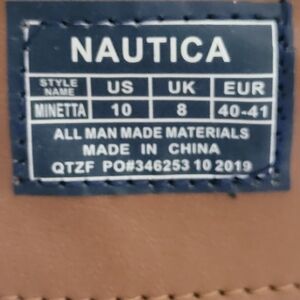 NAUTICA
STYLE NAME US UK EUR
MINETTA 10 8 40-41
ALL MAN MADE MATERIALS
MADE IN CHINA
QTZF PO#346253 10 2019